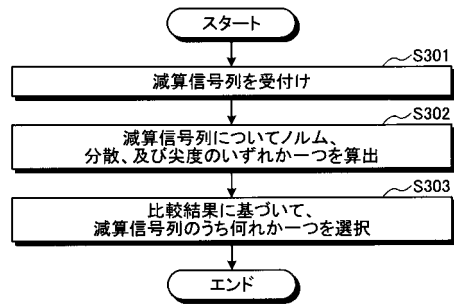 スタート
S301
減算信号列を受付け
S302
減算信号列についてノルム、
分散、及び尖度のいずれか一つを算出
S303
比較結果に基づいて、
減算信号列のうち何れか一つを選択
エンド